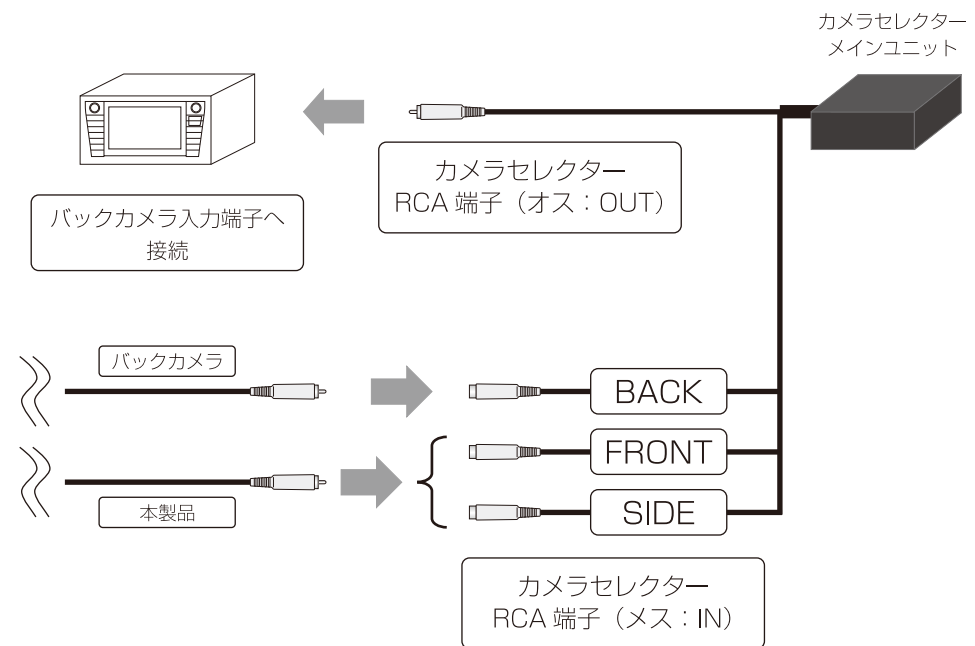 カメラセレクター
メインユニット
カメラセレクター
RCA 端子（オス：OUT）
バックカメラ入力端子へ
接続
バックカメラ
BACK
FRONT
本製品
SIDE
カメラセレクター
RCA 端子（メス：IN）